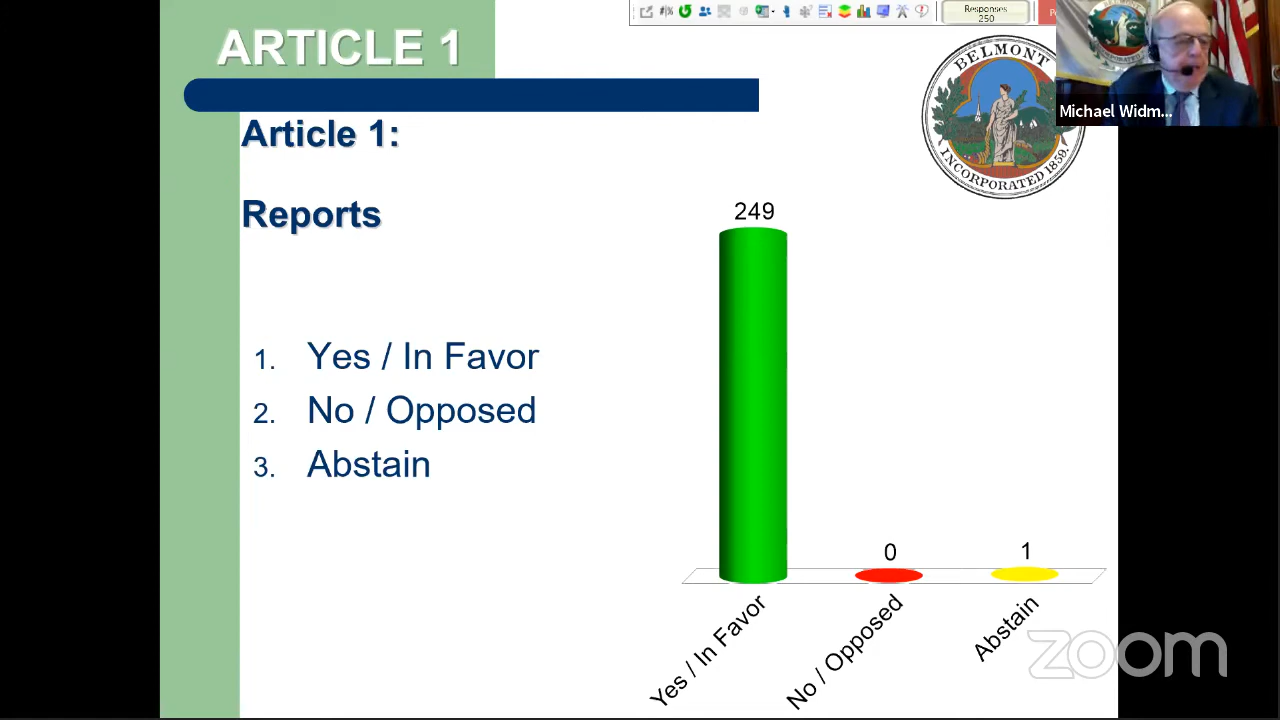 ARTICLE 1
Responses
250
BELMONT
INCORPORATED 1859.
Michael Widm...
Article 1:
Reports
249
1. Yes / In Favor
2. No / Opposed
3. Abstain
0
1
Yes / In Favor
No / Opposed
Abstain
zoom